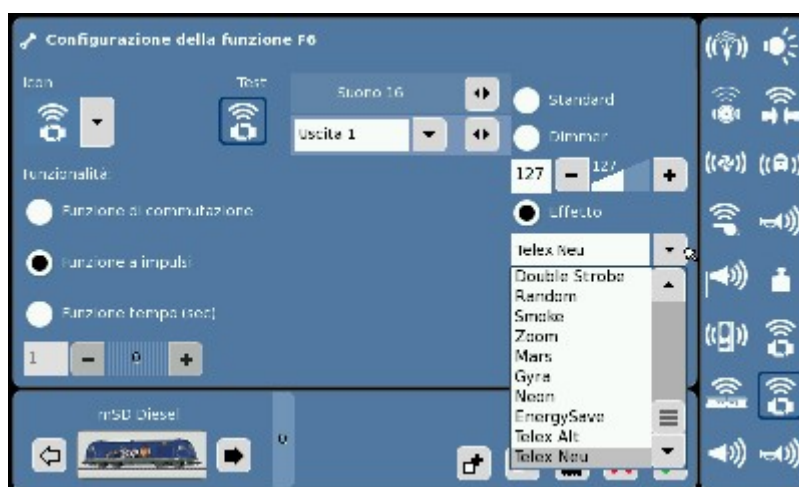 Configurazione della funzione F6
Icon
Test
Suono 16
Standard
Uscita 1
Dimmer
127
127
Funzionalità:
Funzione di commutazione
Effetto
Telex Neu
Funzione a impulsi
Double Strobe
Random
Smoke
Funzione tempo (sec)
Zoom
Mars
1
0
Gyra
Neon
EnergySave
mSD Diesel
0
Telex Alt
Telex Neu